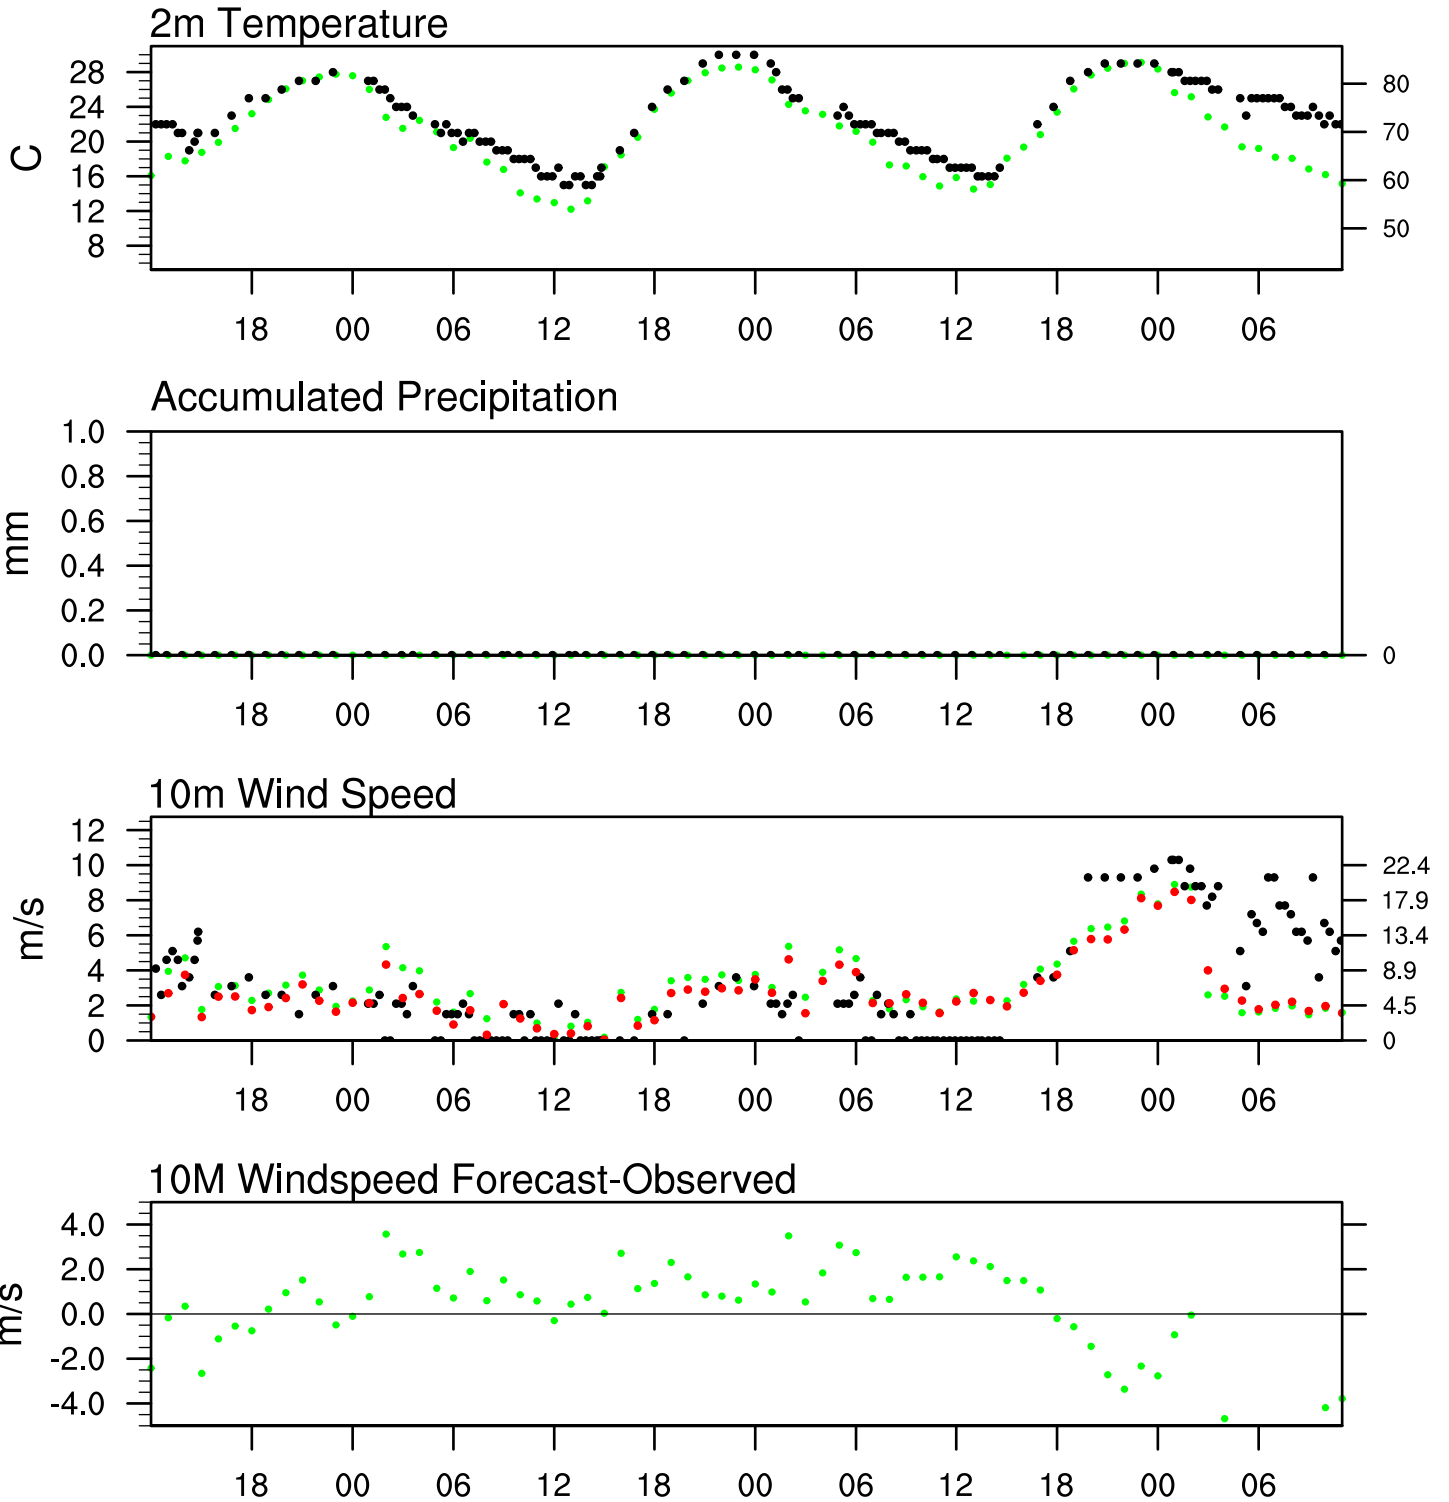 2m Temperature
28
24
20
16
12
8
C
80
70
60
50
18 00 06 12 18 00 06 12 18 00 06
Accumulated Precipitation
1.0
0.8
0.6
0.4
0.2
0.0
mm
0
18 00 06 12 18 00 06 12 18 00 06
10m Wind Speed
12
10
8
6
4
2
0
m/s
22.4
17.9
13.4
8.9
4.5
0
18 00 06 12 18 00 06 12 18 00 06
10M Windspeed Forecast-Observed
4.0
2.0
0.0
-2.0
-4.0
m/s
18 00 06 12 18 00 06 12 18 00 06